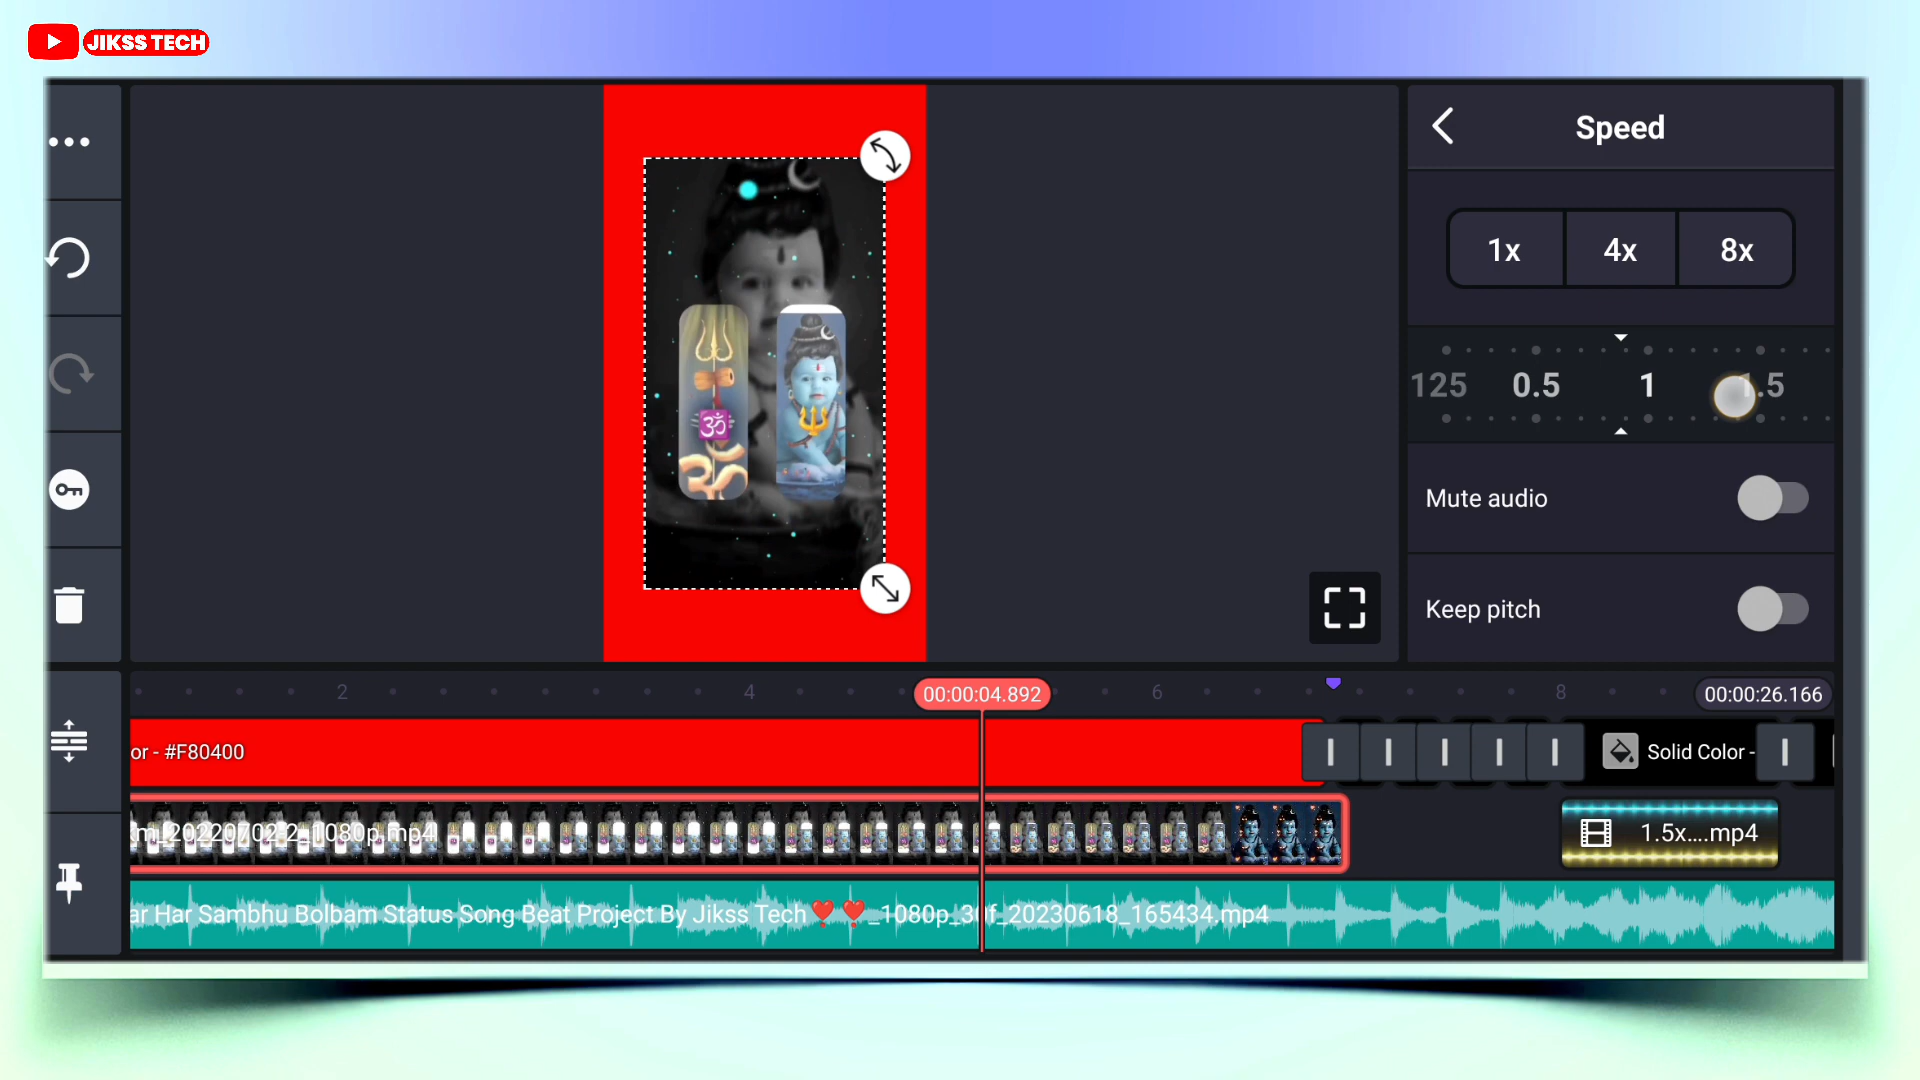 JIKSS TECH
Speed
1x 4x 8x
125 0.5 1 .5
Mute audio
Keep pitch
ॐ
2 4 00:00:04.892 6 8 00:00:26.166
or - #F80400
Solid Color -
m_20220702-2_1080p.mp4
1.5x....mp4
ar Har Sambhu Bolbam Status Song Beat Project By Jikss Tech❤️ ❤️_1080p_30f_20230618_165434.mp4